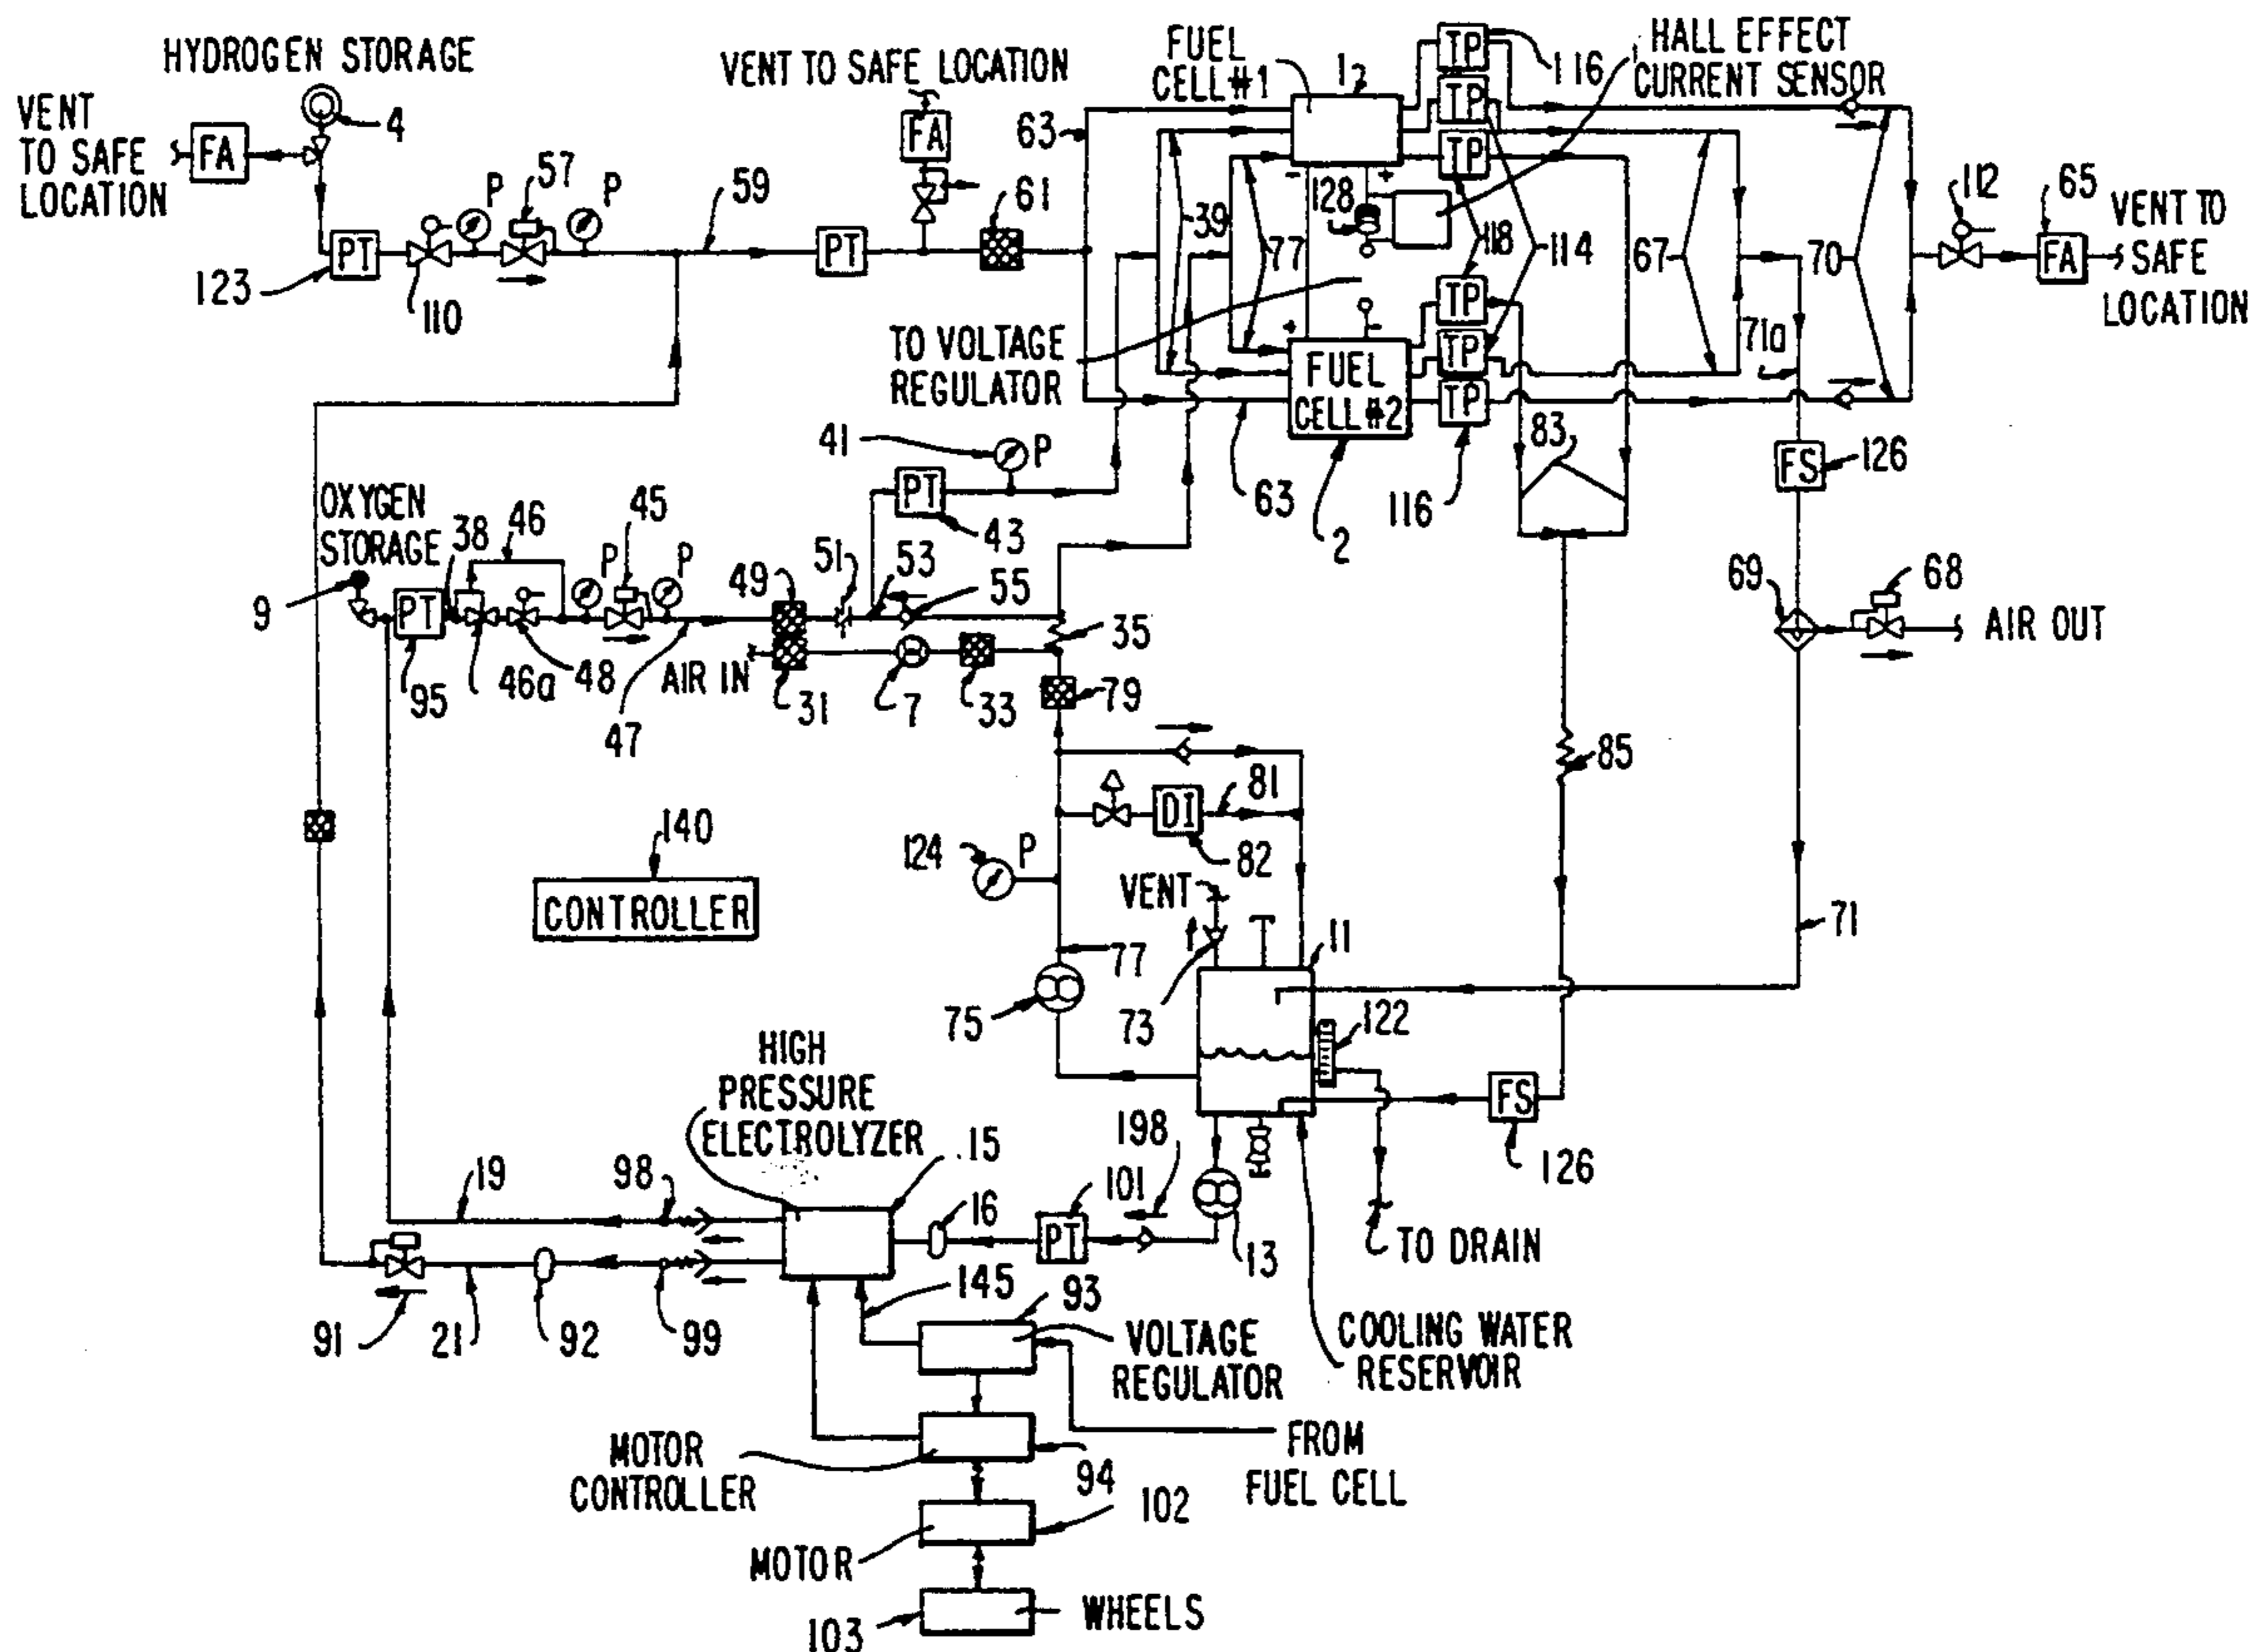 HYDROGEN STORAGE
VENT
TO SAFE
LOCATION
FA
4
VENT TO SAFE LOCATION
FA
FUEL
CELL#1
1
TP
TP
TP
116
HALL EFFECT
CURRENT SENSOR
63
57
P
P
59
61
PT
123
110
PT
39
77
128
-
+
118
114
67
70
112
65
FA
VENT TO
SAFE
LOCATION
TO VOLTAGE
REGULATOR
+
-
TP
TP
TP
FUEL
CELL #2
71a
41
P
PT
43
63
2
116
83
FS
126
OXYGEN
STORAGE
9
38
46
P
45
P
49
51
53
55
PT
95
46a
48
47
AIR IN
31
7
33
35
79
69
68
AIR OUT
85
81
DI
82
140
CONTROLLER
124
P
VENT
11
71
77
75
73
122
HIGH
PRESSURE
ELECTROLYZER
15
198
FS
126
19
98
16
101
PT
13
TO DRAIN
91
21
92
99
145
93
VOLTAGE
REGULATOR
COOLING WATER
RESERVOIR
MOTOR
CONTROLLER
94
FROM
FUEL CELL
102
MOTOR
103
WHEELS